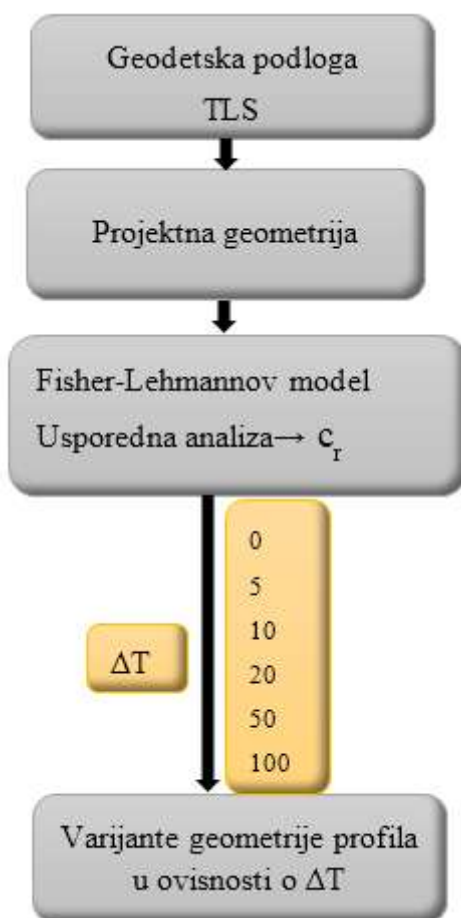 Geodetska podloga
TLS
Projektna geometrija
Fisher-Lehmannov model
Usporedna analiza→ cr
ΔT
0
5
10
20
50
100
Varijante geometrije profila
u ovisnosti o ΔT